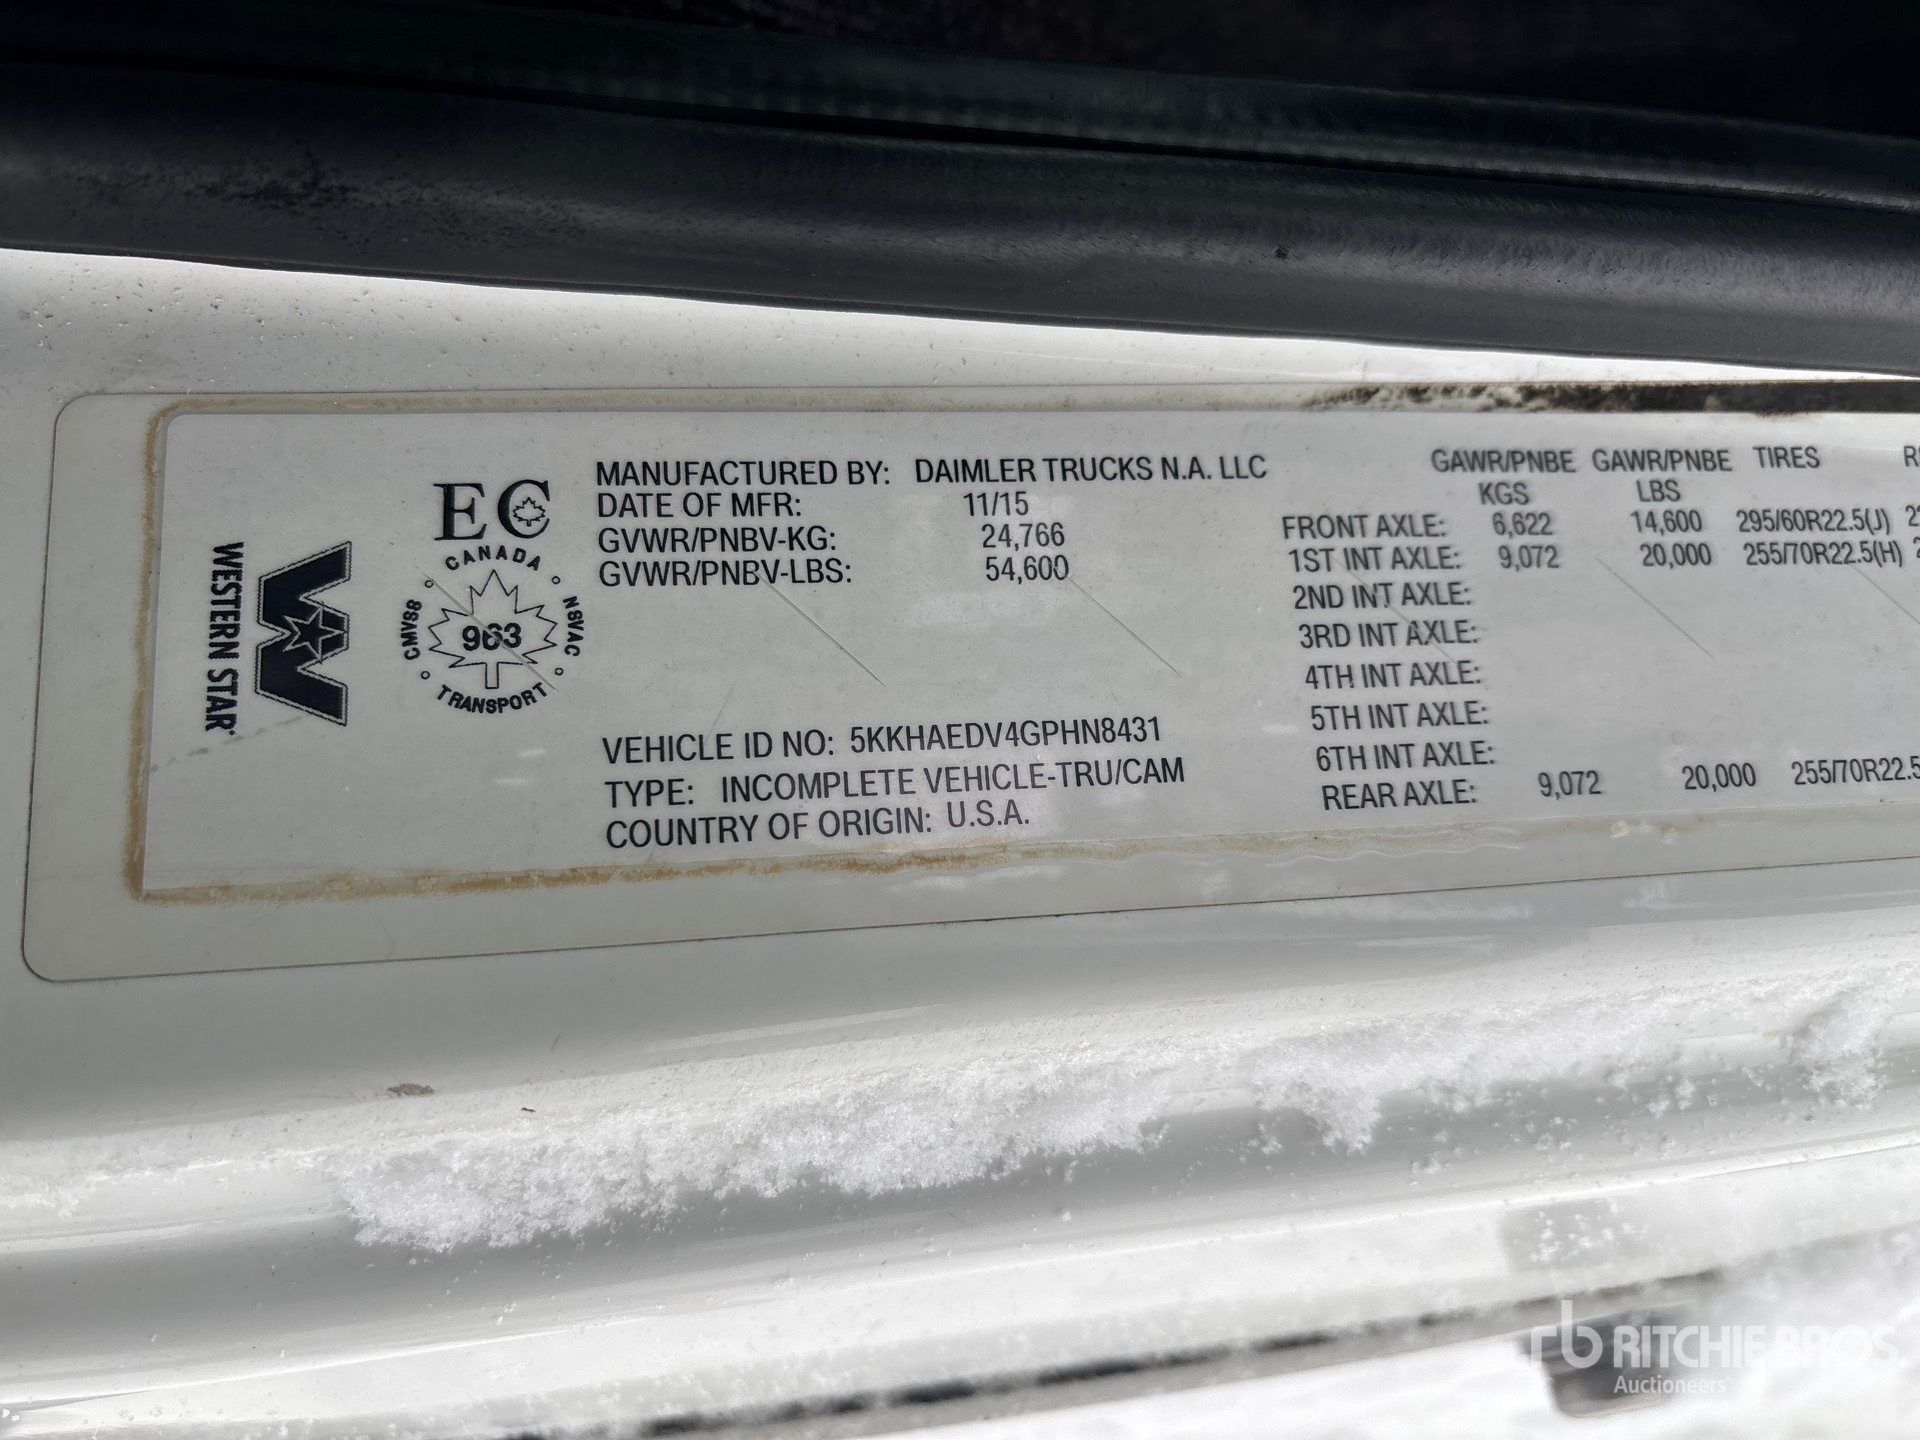 WESTERN STAR
EC
CANADA
CMVSS
963
NSVAC
TRANSPORT
MANUFACTURED BY: DAIMLER TRUCKS N.A. LLC
DATE OF MFR: 11/15
GVWR/PNBV-KG: 24,766
GVWR/PNBV-LBS: 54,600
VEHICLE ID NO: 5KKHAEDV4GPHN8431
TYPE: INCOMPLETE VEHICLE-TRU/CAM
COUNTRY OF ORIGIN: U.S.A.
GAWR/PNBE GAWR/PNBE TIRES
KGS LBS
FRONT AXLE: 6,622 14,600 295/60R22.5(J)
1ST INT AXLE: 9,072 20,000 255/70R22.5(H)
2ND INT AXLE:
3RD INT AXLE:
4TH INT AXLE:
5TH INT AXLE:
6TH INT AXLE:
REAR AXLE: 9,072 20,000 255/70R22.5
rb RITCHIE BROS
Auctioneers